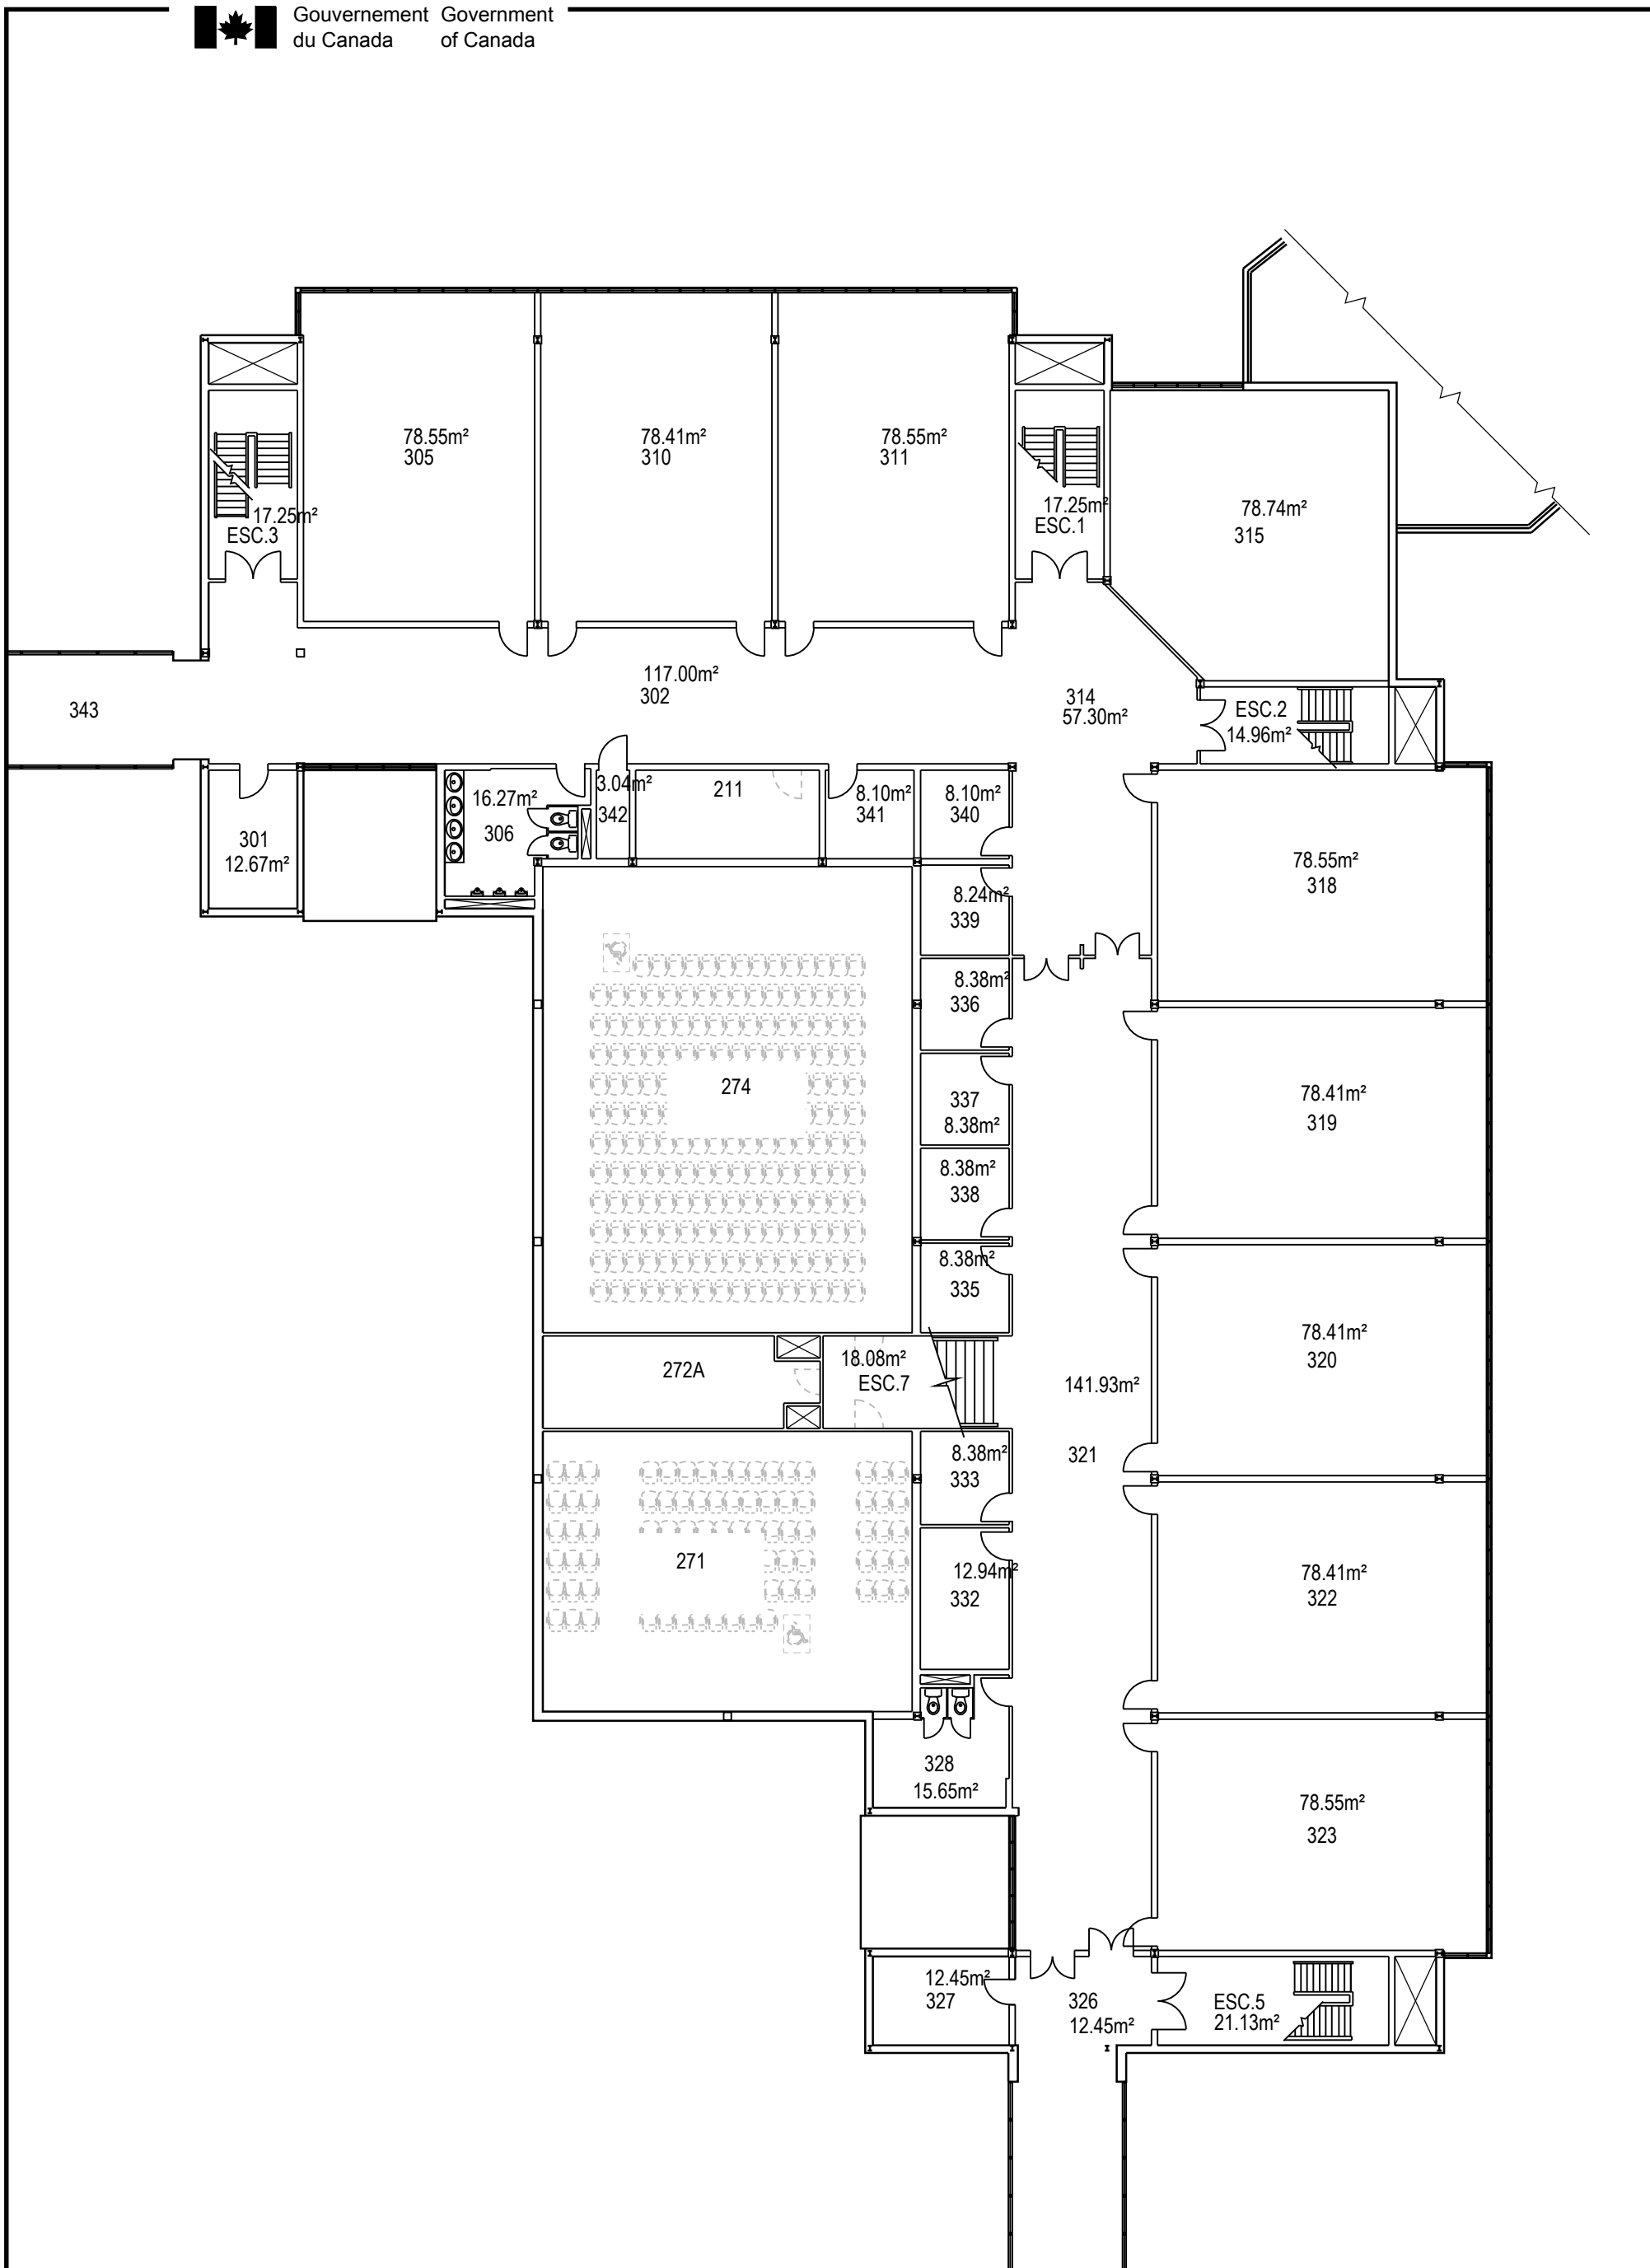 Gouvernement Government
du Canada of Canada
78.55m²
305
78.41m²
310
78.55m²
311
17.25m²
ESC.3
17.25m²
ESC.1
78.74m²
315
117.00m²
302
343
314
57.30m²
ESC.2
14.96m²
301
12.67m²
16.27m²
306
3.04m²
342
211
8.10m²
341
8.10m²
340
78.55m²
318
8.24m²
339
8.38m²
336
274
337
8.38m²
78.41m²
319
8.38m²
338
8.38m²
335
272A
18.08m²
ESC.7
141.93m²
321
78.41m²
320
8.38m²
333
271
12.94m²
332
78.41m²
322
328
15.65m²
78.55m²
323
12.45m²
327
326
12.45m²
ESC.5
21.13m²